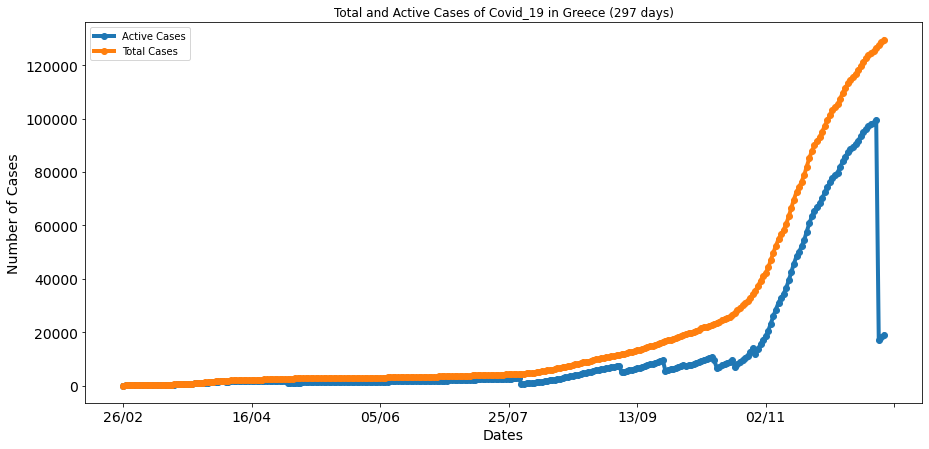 Total and Active Cases of Covid_19 in Greece (297 days)
Active Cases
Total Cases
120000
100000
80000
60000
40000
20000
0
Number of Cases
26/02 16/04 05/06 25/07 13/09 02/11
Dates